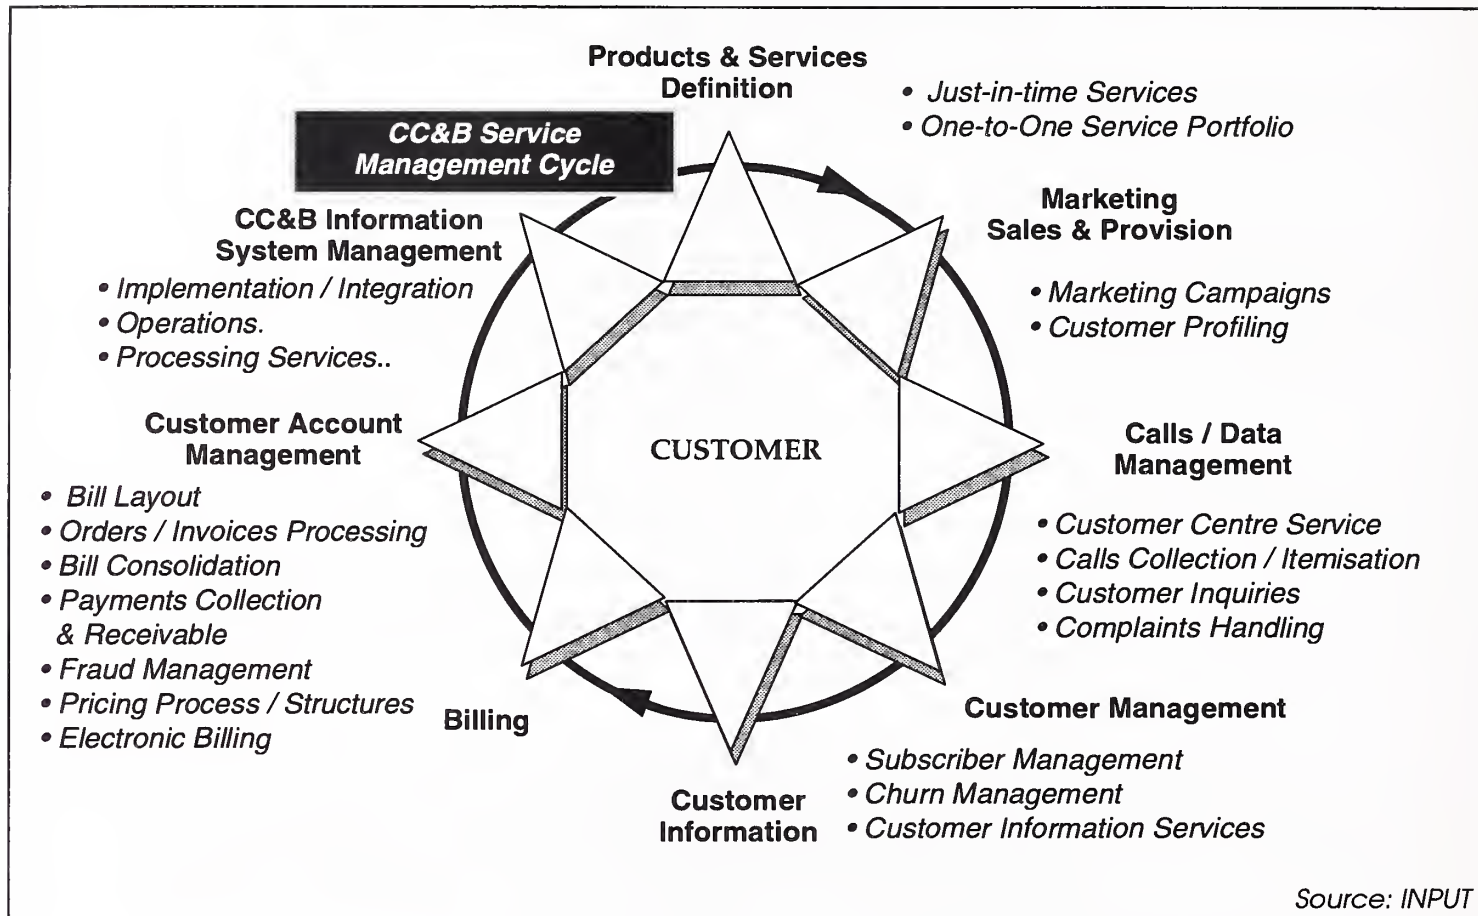 Products & Services
Definition
• Just-in-time Services
• One-to-One Service Portfolio
CC&B Service
Management Cycle
Marketing
Sales & Provision
• Marketing Campaigns
• Customer Profiling
CC&B Information
System Management
• Implementation / Integration
• Operations.
• Processing Services..
Customer Account
Management
• Bill Layout
• Orders / Invoices Processing
• Bill Consolidation
• Payments Collection
& Receivable
• Fraud Management
• Pricing Process / Structures
• Electronic Billing
CUSTOMER
Calls / Data
Management
• Customer Centre Service
• Calls Collection / Itemisation
• Customer Inquiries
• Complaints Handling
Customer Management
• Subscriber Management
• Churn Management
• Customer Information Services
Billing
Customer
Information
Source: INPUT